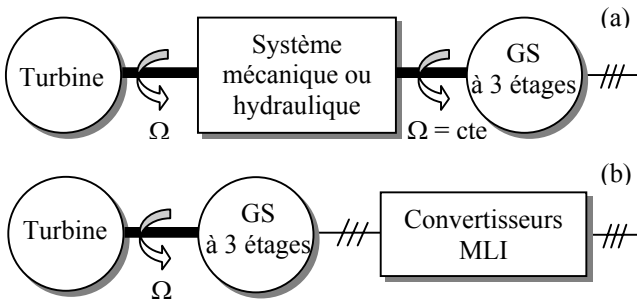 (a)
Turbine
Ω
Système
mécanique ou
hydraulique
Ω = cte
GS
à 3 étages
(b)
Turbine
Ω
GS
à 3 étages
Convertisseurs
MLI